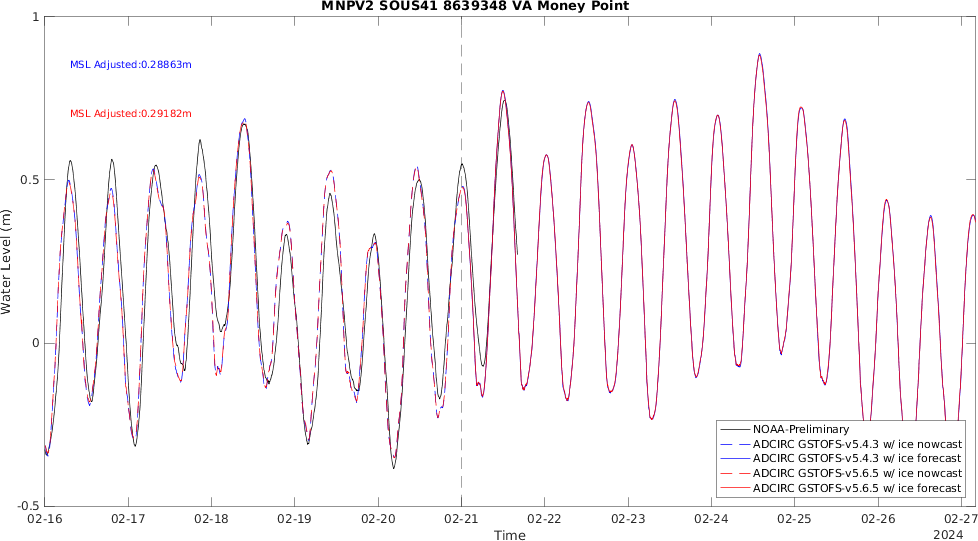 MNPV2 SOUS41 8639348 VA Money Point
1
MSL Adjusted:0.28863m
MSL Adjusted:0.29182m
0.5
Water Level (m)
0
-0.5
NOAA-Preliminary
ADCIRC GSTOFS-v5.4.3 w/ ice nowcast
ADCIRC GSTOFS-v5.4.3 w/ ice forecast
ADCIRC GSTOFS-v5.6.5 w/ ice nowcast
ADCIRC GSTOFS-v5.6.5 w/ ice forecast
02-16 02-17 02-18 02-19 02-20 02-21 02-22 02-23 02-24 02-25 02-26 02-27
Time
2024